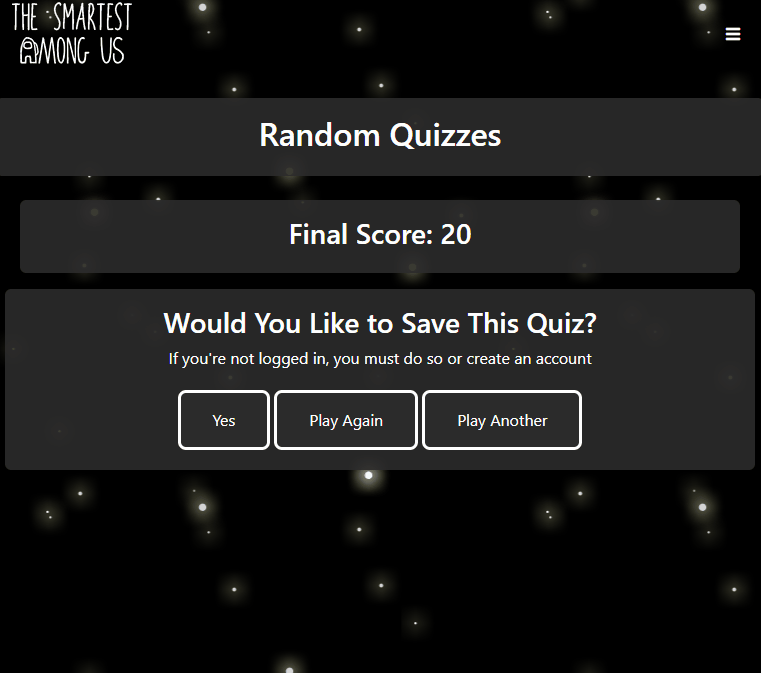 THE SMARTEST
AMONG US
Random Quizzes
Final Score: 20
Would You Like to Save This Quiz?
If you're not logged in, you must do so or create an account
Yes
Play Again
Play Another